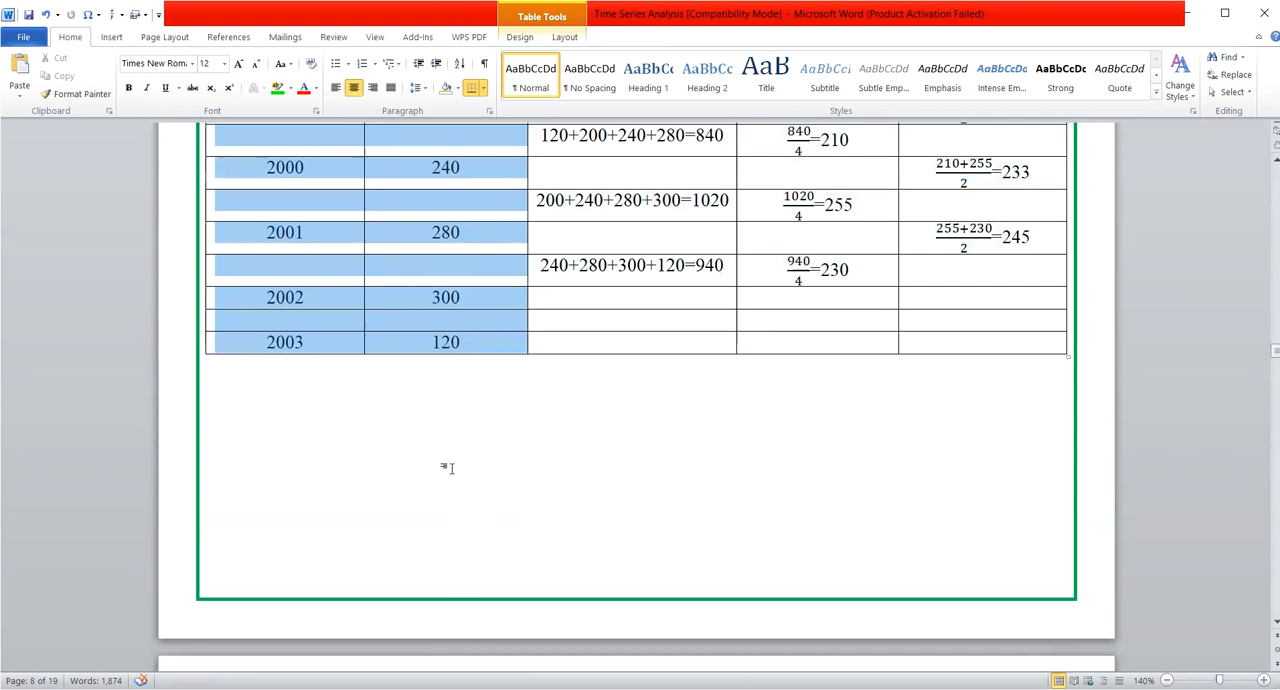 Table Tools
Time Series Analysis [Compatibility Mode] - Microsoft Word (Product Activation Failed)
File Home Insert Page Layout References Mailings Review View Add-Ins WPS PDF Design Layout
Paste
Cut
Copy
Format Painter
Clipboard
Times New Rom 12
Font
Paragraph
AaBbCcDd AaBbCcDd AaBbCc AaBbCc AaB AaBbCcI AaBbCcDd AaBbCcDd AaBbCcDc AaBbCcDc AaBbCcDd
¶ Normal ¶ No Spacing Heading 1 Heading 2 Title Subtitle Subtle Emp... Emphasis Intense Em... Strong Quote
Styles
Change Styles
Find
Replace
Select
Editing
120+200+240+280=840 840/4=210
2000 240 210+255/2=233
200+240+280+300=1020 1020/4=255
2001 280 255+230/2=245
240+280+300+120=940 940/4=230
2002 300
2003 120
Page: 8 of 19 Words: 1,874 140%